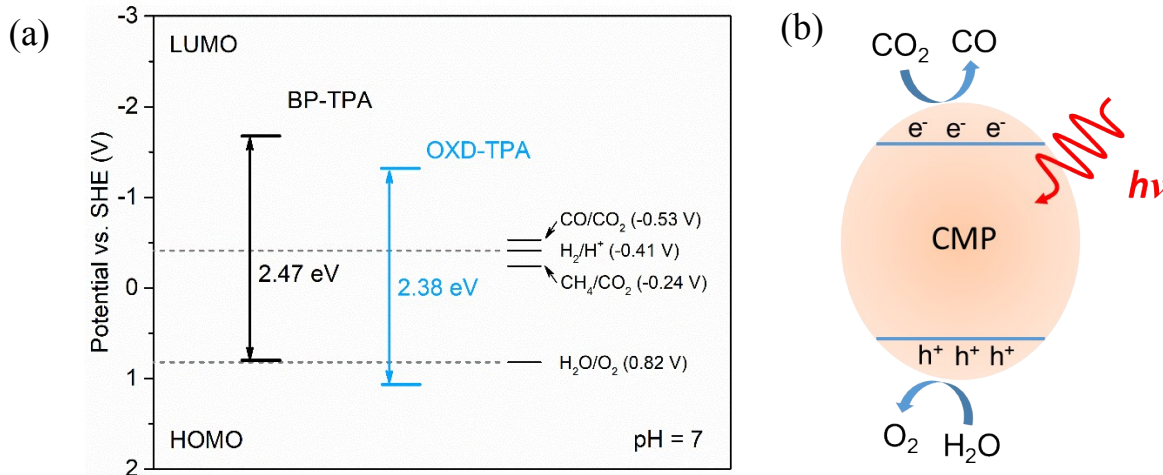 (a)
Potential vs. SHE (V)
-3
-2
-1
0
1
2
LUMO
BP-TPA
OXD-TPA
CO/CO₂ (-0.53 V)
H₂/H⁺ (-0.41 V)
CH₄/CO₂ (-0.24 V)
2.47 eV
2.38 eV
H₂O/O₂ (0.82 V)
HOMO
pH = 7
(b)
CO₂ CO
e⁻ e⁻ e⁻
hν
CMP
h⁺ h⁺ h⁺
O₂ H₂O